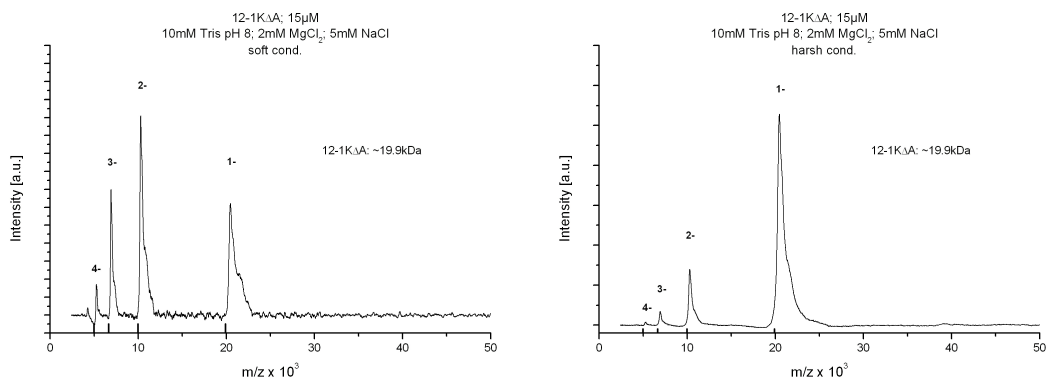 12-1KΔA; 15µM
10mM Tris pH 8; 2mM MgCl₂; 5mM NaCl
soft cond.
2-
3-
1-
4-
12-1KΔA: ~19.9kDa
Intensity [a.u.]
0 10 20 30 40 50
m/z x 10³
12-1KΔA; 15µM
10mM Tris pH 8; 2mM MgCl₂; 5mM NaCl
harsh cond.
1-
12-1KΔA: ~19.9kDa
2-
3-
4-
Intensity [a.u.]
0 10 20 30 40 50
m/z x 10³